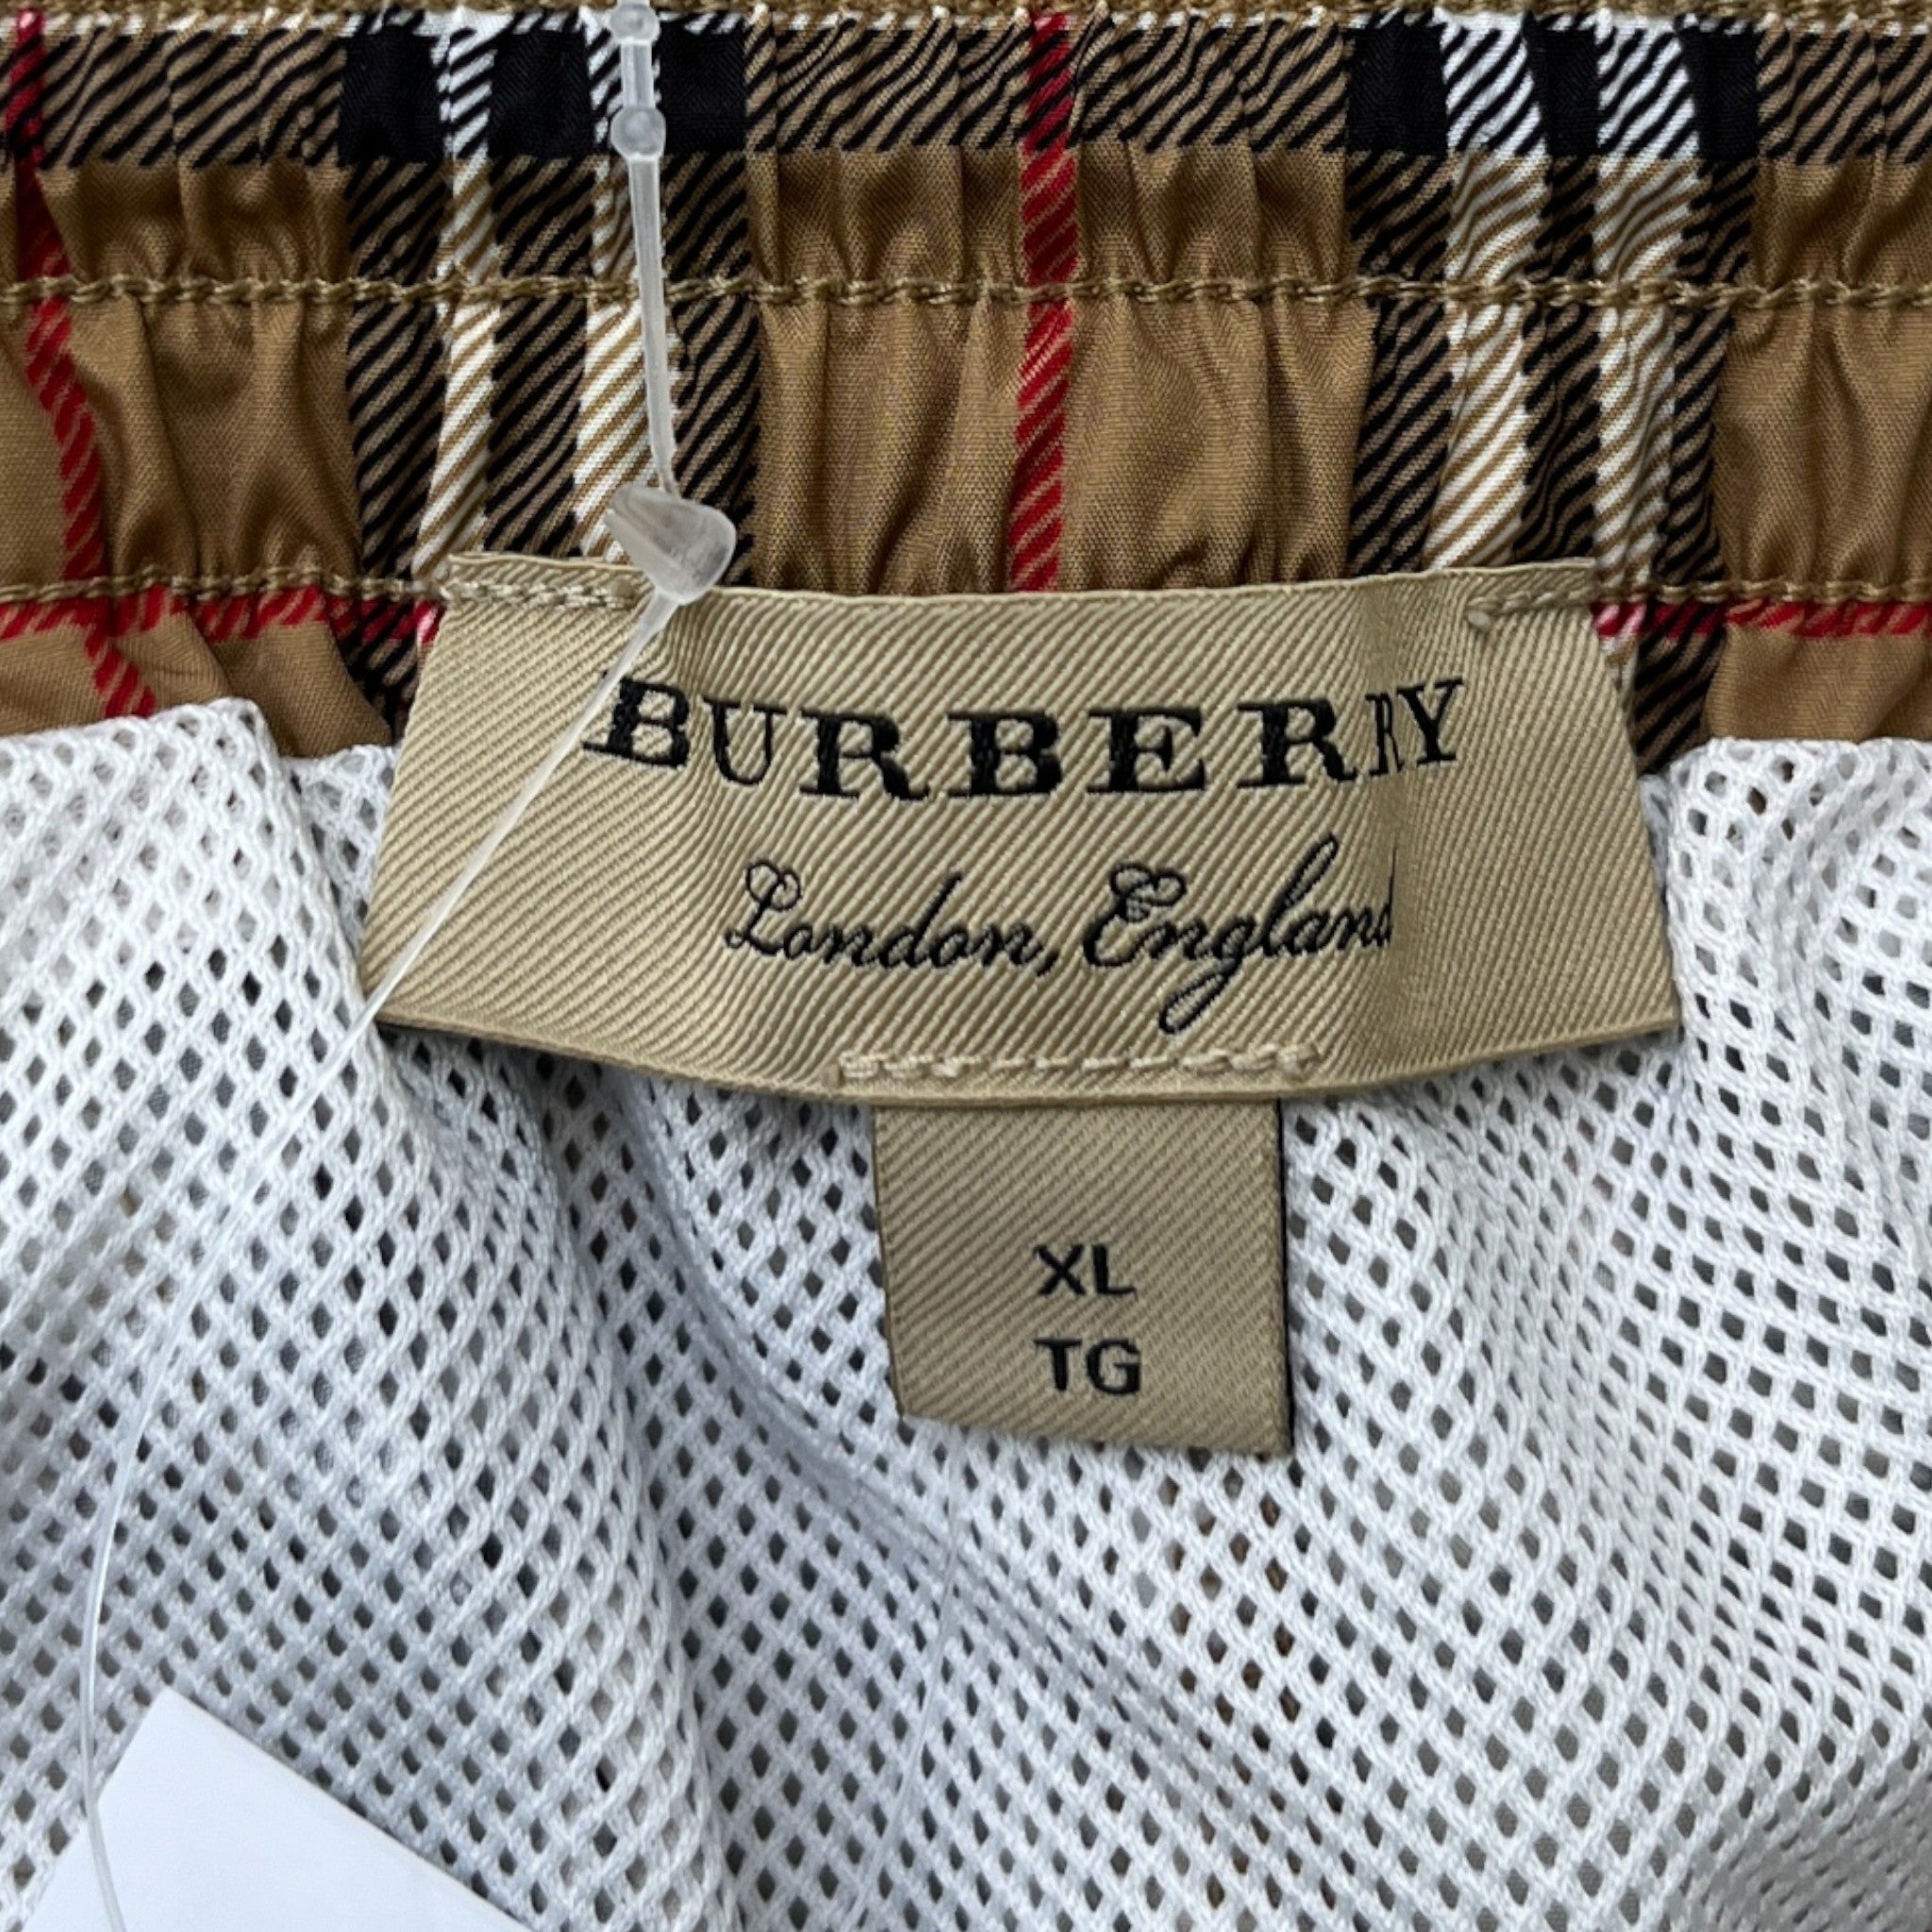 BURBERRY
London, England
XL
TG